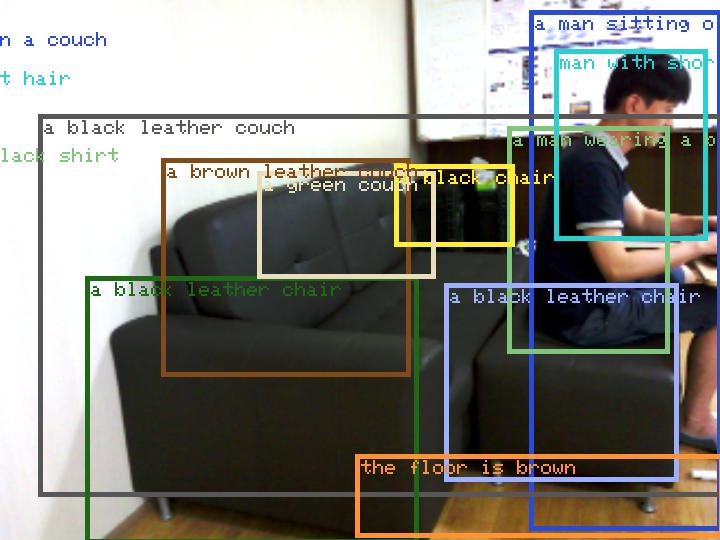 a man sitting o
n a couch
man with shor
t hair
a black leather couch
a man wearing a b
lack shirt
a brown leather couch
a black chair
a green couch
a black leather chair
a black leather chair
the floor is brown